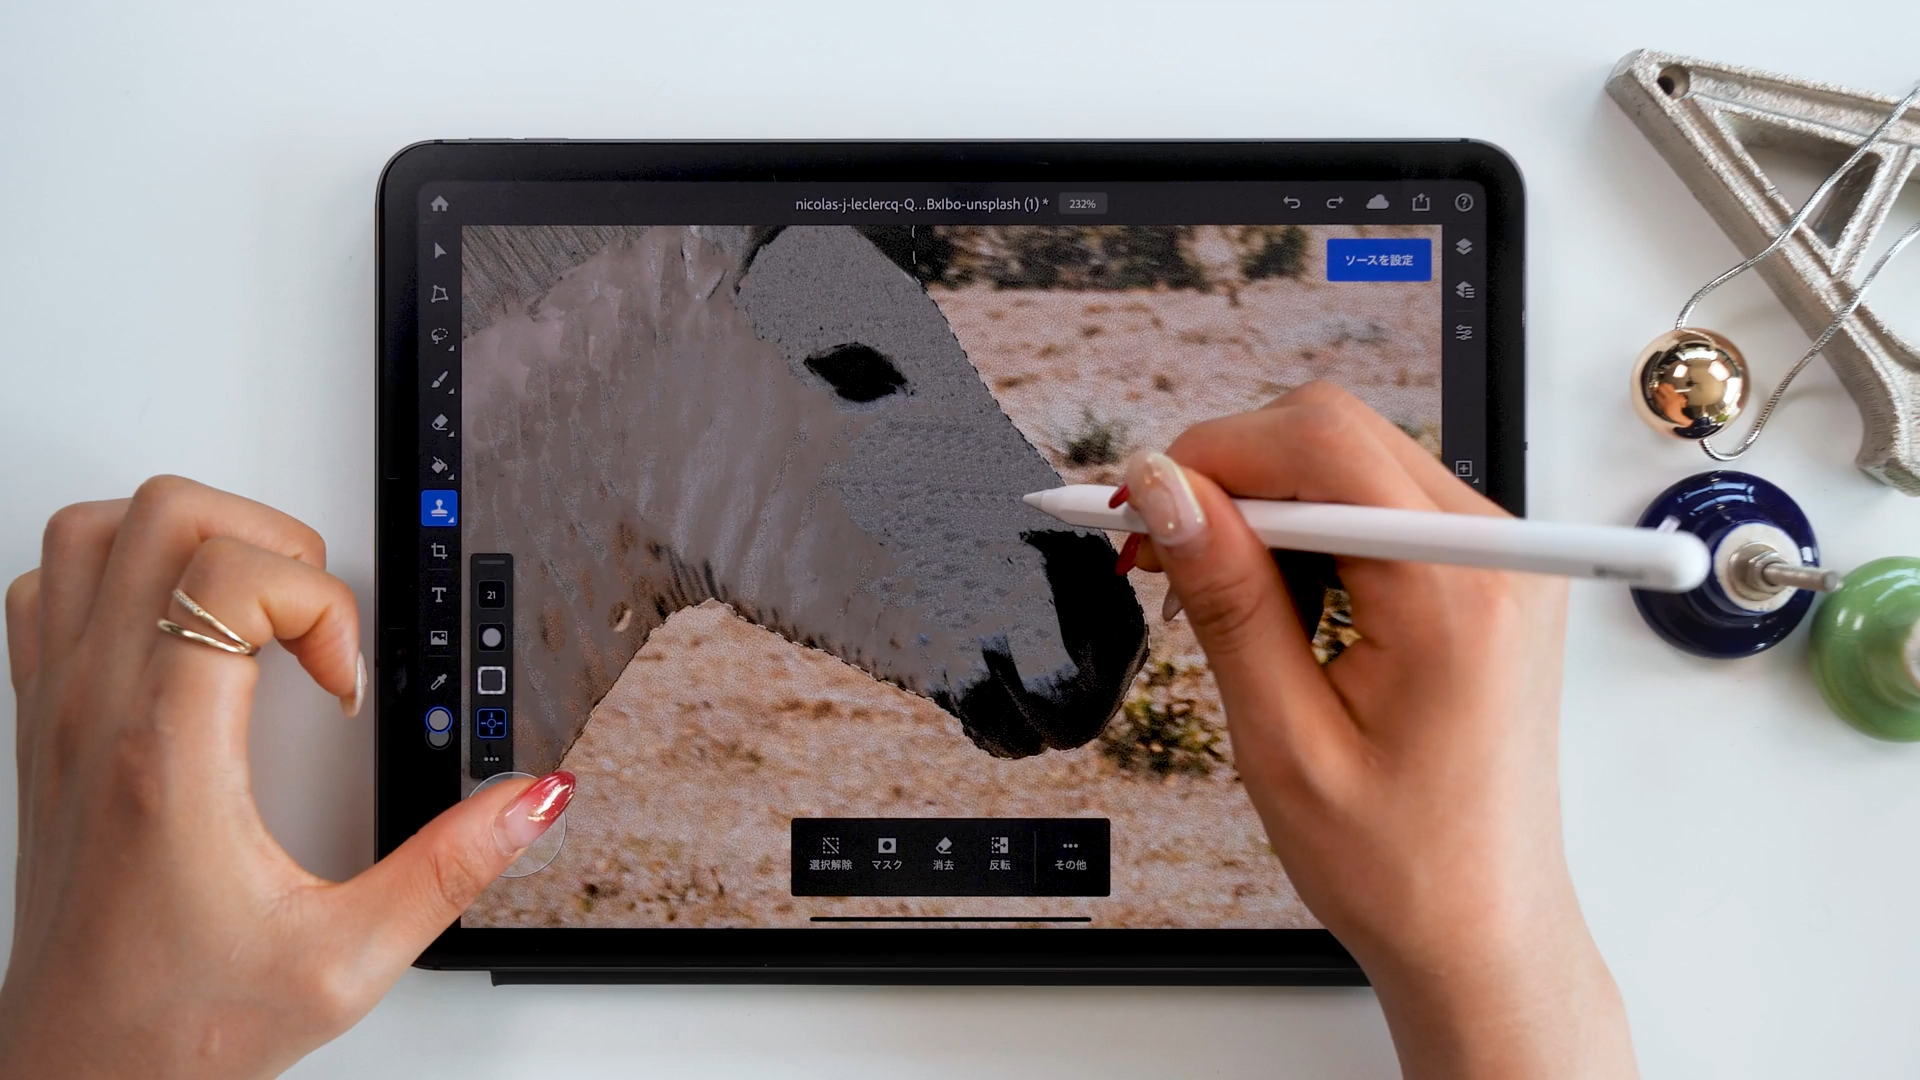 nicolas-j-leclercq-Q...BxIbo-unsplash (1) *
232%
ソースを設定
T
21
選択解除
マスク
消去
反転
その他